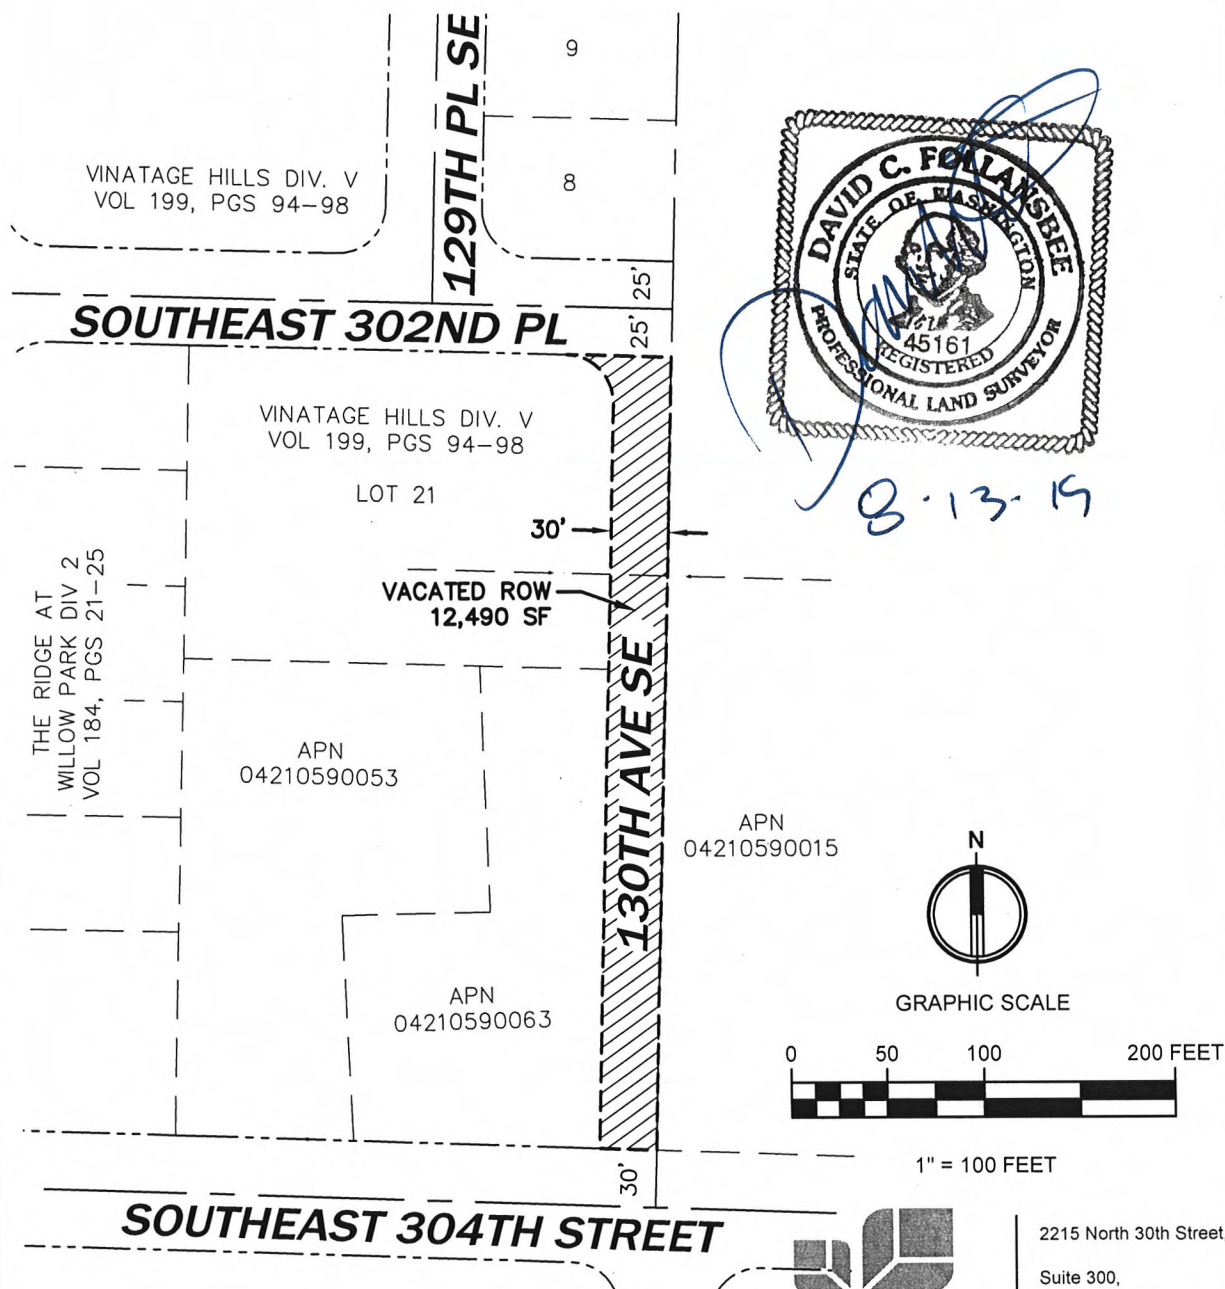 129TH PL SE
9
8
VINATAGE HILLS DIV. V
VOL 199, PGS 94-98
25'
25'
SOUTHEAST 302ND PL
DAVID C. FOLLANSBEE
STATE OF WASHINGTON
45161
REGISTERED
PROFESSIONAL LAND SURVEYOR
8-13-19
VINATAGE HILLS DIV. V
VOL 199, PGS 94-98
LOT 21
30'
VACATED ROW
12,490 SF
THE RIDGE AT
WILLOW PARK DIV 2
VOL 184, PGS 21-25
130TH AVE SE
APN
04210590053
APN
04210590015
APN
04210590063
N
GRAPHIC SCALE
0 50 100 200 FEET
1" = 100 FEET
30'
SOUTHEAST 304TH STREET
2215 North 30th Street,
Suite 300,